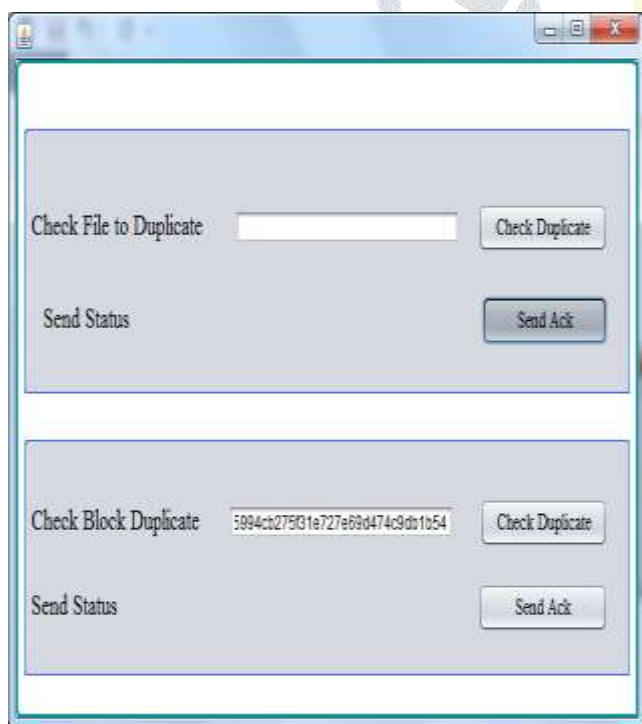 Check File to Duplicate Check Duplicate
Send Status Send Ack
Check Block Duplicate 5994cb275f31e727e69d474c9db1b54 Check Duplicate
Send Status Send Ack